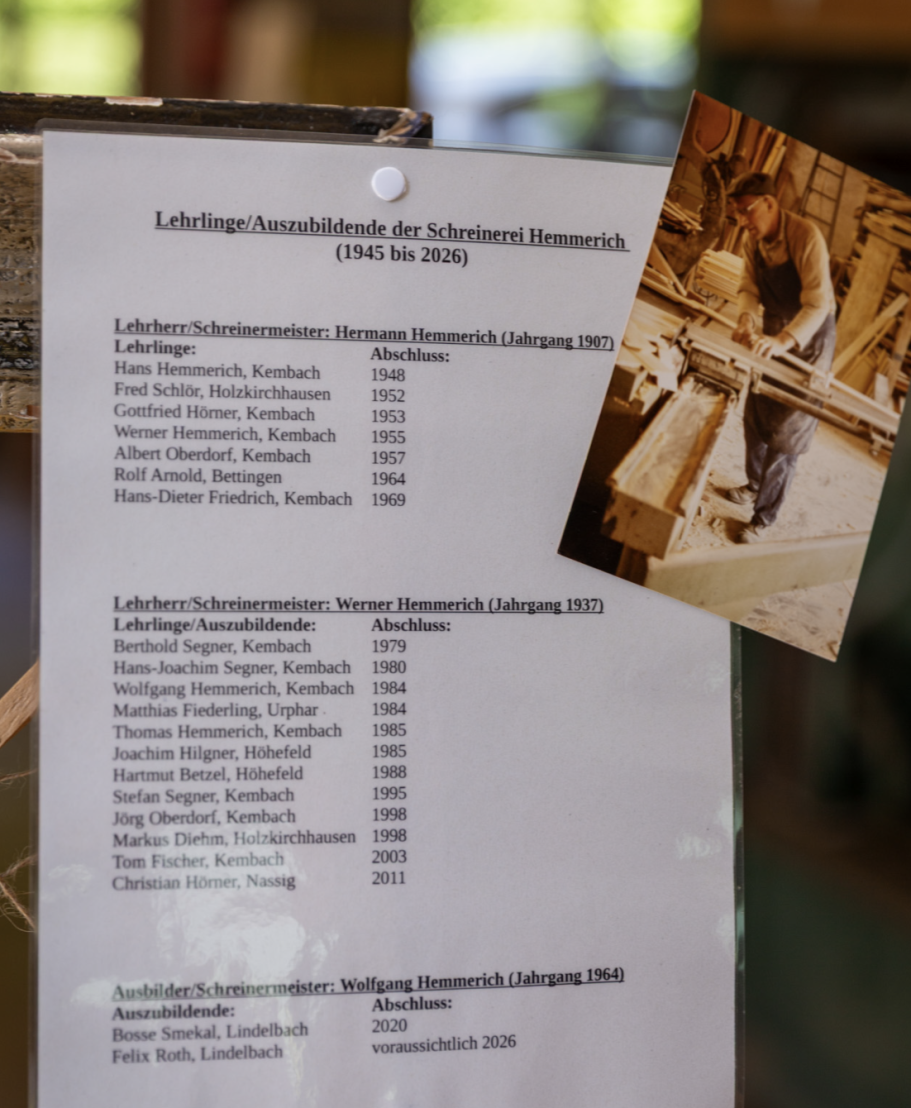 Lehrlinge/Auszubildende der Schreinerei Hemmerich
(1945 bis 2026)
Lehrherr/Schreinermeister: Hermann Hemmerich (Jahrgang 1907)
Lehrlinge: Abschluss:
Hans Hemmerich, Kembach 1948
Fred Schlör, Holzkirchhausen 1952
Gottfried Hörner, Kembach 1953
Werner Hemmerich, Kembach 1955
Albert Oberdorf, Kembach 1957
Rolf Arnold, Bettingen 1964
Hans-Dieter Friedrich, Kembach 1969
Lehrherr/Schreinermeister: Werner Hemmerich (Jahrgang 1937)
Lehrlinge/Auszubildende: Abschluss:
Berthold Segner, Kembach 1979
Hans-Joachim Segner, Kembach 1980
Wolfgang Hemmerich, Kembach 1984
Matthias Fiederling, Urphar 1984
Thomas Hemmerich, Kembach 1985
Joachim Hilgner, Höhefeld 1985
Hartmut Betzel, Höhefeld 1988
Stefan Segner, Kembach 1995
Jörg Oberdorf, Kembach 1998
Markus Diehm, Holzkirchhausen 1998
Tom Fischer, Kembach 2003
Christian Hörner, Nassig 2011
Ausbilder/Schreinermeister: Wolfgang Hemmerich (Jahrgang 1964)
Auszubildende: Abschluss:
Bosse Smekal, Lindelbach 2020
Felix Roth, Lindelbach voraussichtlich 2026